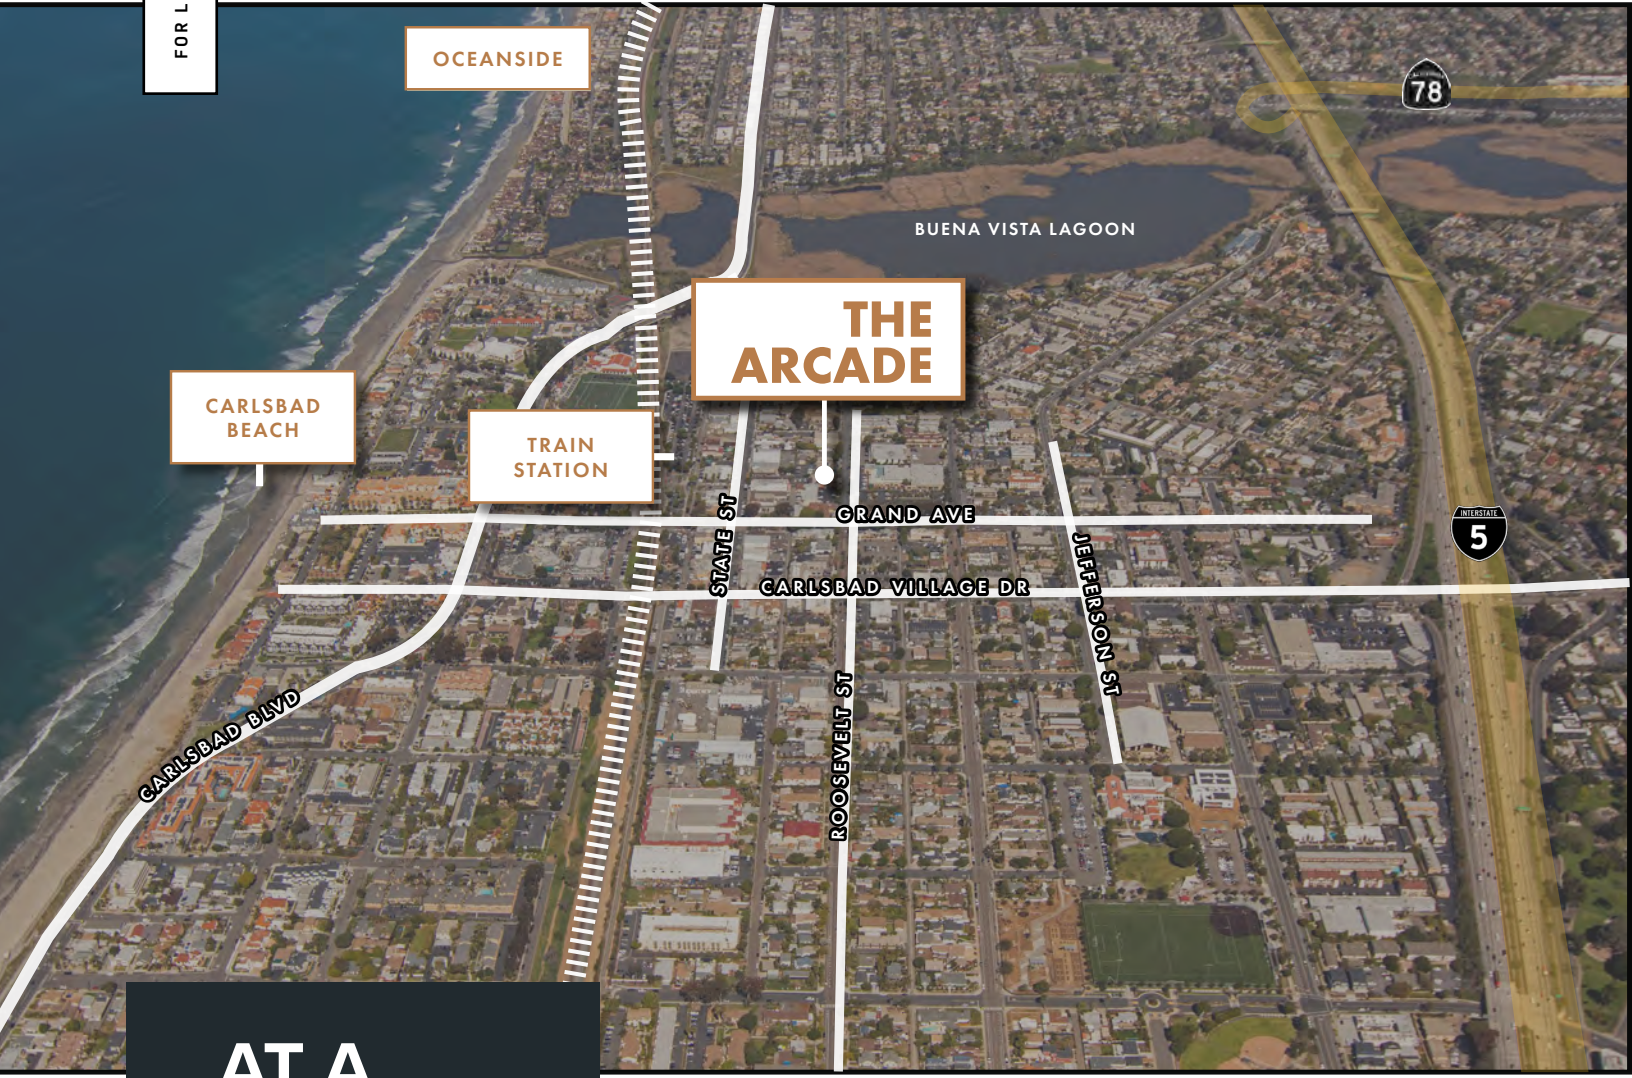 FOR L
OCEANSIDE
78
BUENA VISTA LAGOON
THE
ARCADE
CARLSBAD
BEACH
TRAIN
STATION
STATE ST
GRAND AVE
INTERSTATE
5
CARLSBAD VILLAGE DR
JEFFERSON ST
ROOSEVELT ST
CARLSBAD BLVD
AT A